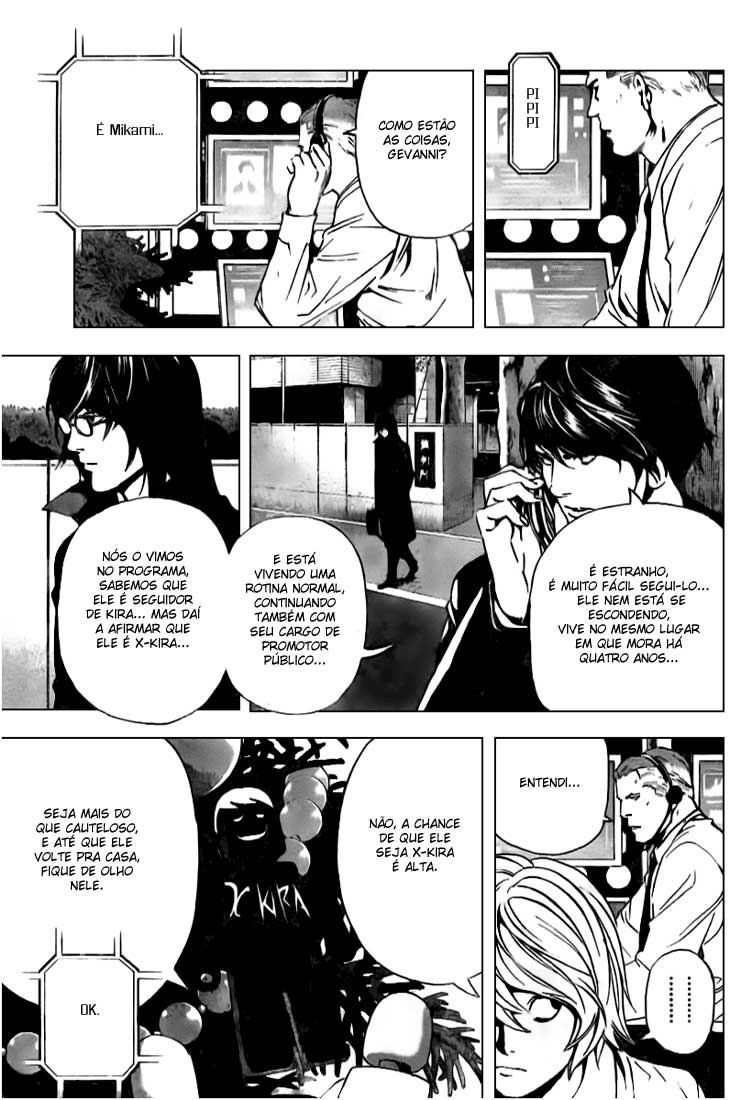 PI
PI
PI
COMO ESTÃO
AS COISAS,
GEVANNI?
É Mikami...
É ESTRANHO,
É MUITO FÁCIL SEGUI-LO...
ELE NEM ESTÁ SE
ESCONDENDO,
VIVE NO MESMO LUGAR
EM QUE MORA HÁ
QUATRO ANOS...
E ESTÁ
VIVENDO UMA
ROTINA NORMAL,
CONTINUANDO
TAMBÉM COM
SEU CARGO DE
PROMOTOR
PÚBLICO...
NÓS O VIMOS
NO PROGRAMA,
SABEMOS QUE
ELE É SEGUIDOR
DE KIRA... MAS DAÍ
A AFIRMAR QUE
ELE É X-KIRA...
ENTENDI...
........
NÃO, A CHANCE
DE QUE ELE
SEJA X-KIRA
É ALTA.
X KIRA
SEJA MAIS DO
QUE CAUTELOSO,
E ATÉ QUE ELE
VOLTE PRA CASA,
FIQUE DE OLHO
NELE.
OK.